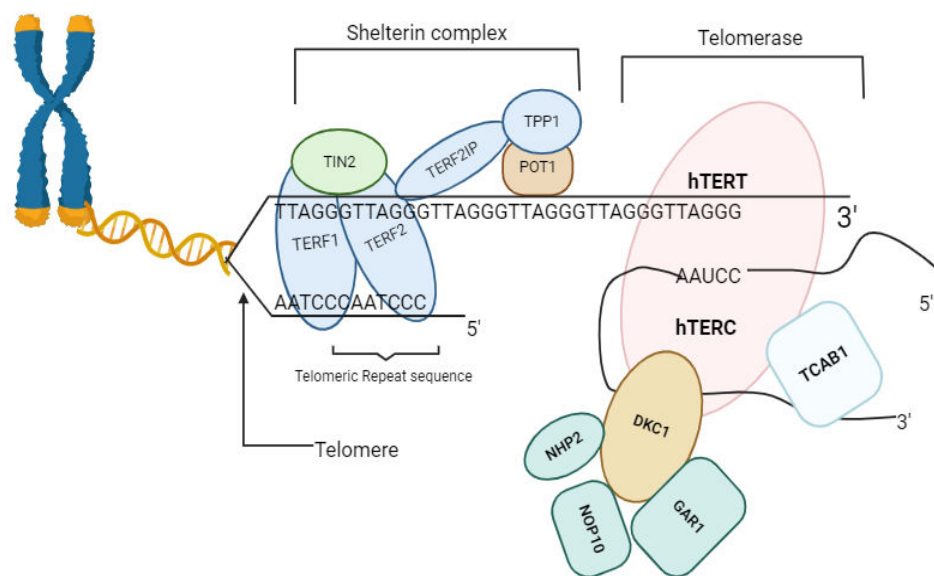 Shelterin complex
Telomerase
TPP1
TIN2
TERF2IP
POT1
hTERT
TTAGGGTTAGGGTTAGGGTTAGGGTTAGGGTTAGGG
3'
TERF1
TERF2
AAUCC
AATCCCAATCCC
5'
5'
hTERC
Telomeric Repeat sequence
TCAB1
DKC1
3'
Telomere
NHP2
NOP10
GAR1